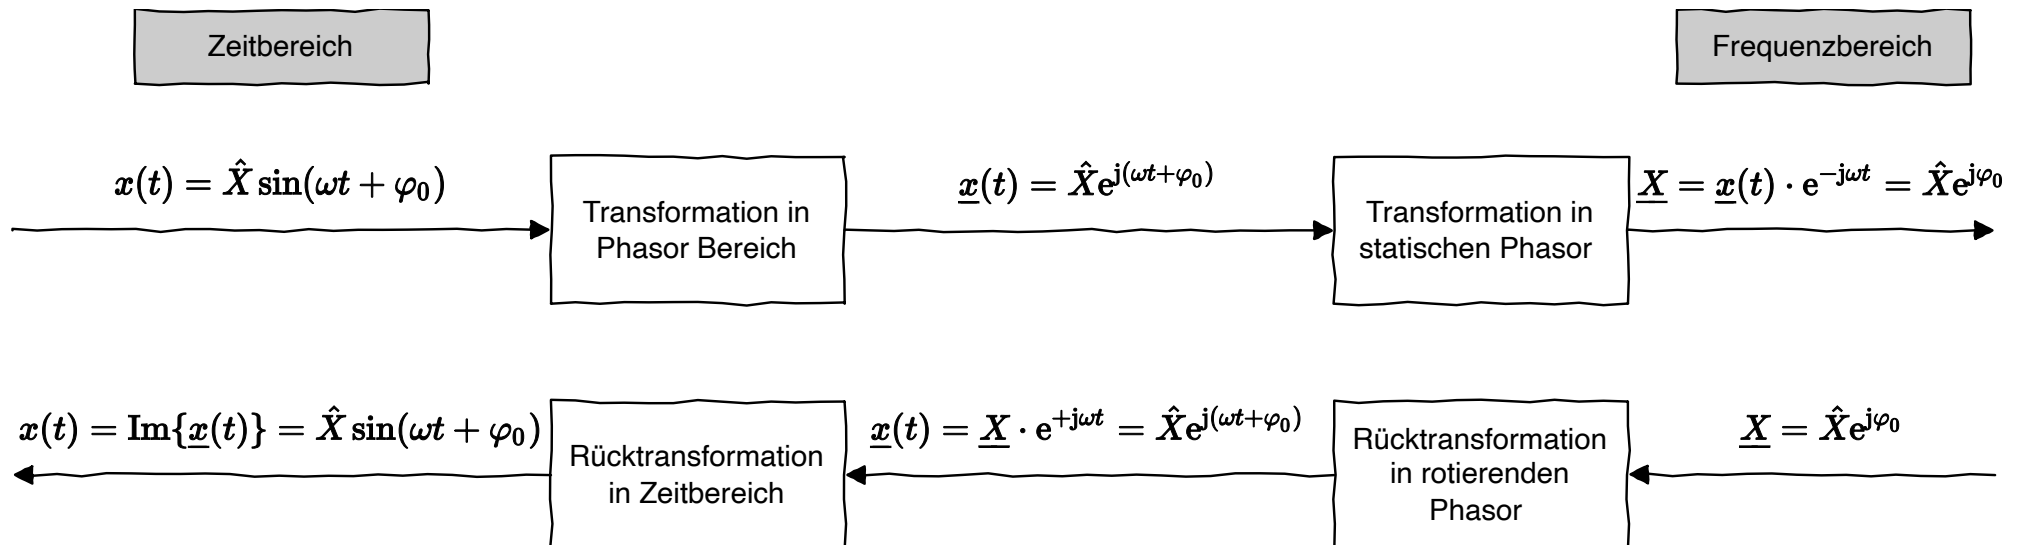 Zeitbereich
Frequenzbereich
x(t) = X̂ sin(ωt + φ₀)
Transformation in
Phasor Bereich
x̲(t) = X̂e^{j(ωt+φ₀)}
Transformation in
statischen Phasor
X̲ = x̲(t) · e^{−jωt} = X̂e^{jφ₀}
x(t) = Im{x̲(t)} = X̂ sin(ωt + φ₀)
Rücktransformation
in Zeitbereich
x̲(t) = X̲ · e^{+jωt} = X̂e^{j(ωt+φ₀)}
Rücktransformation
in rotierenden
Phasor
X̲ = X̂e^{jφ₀}